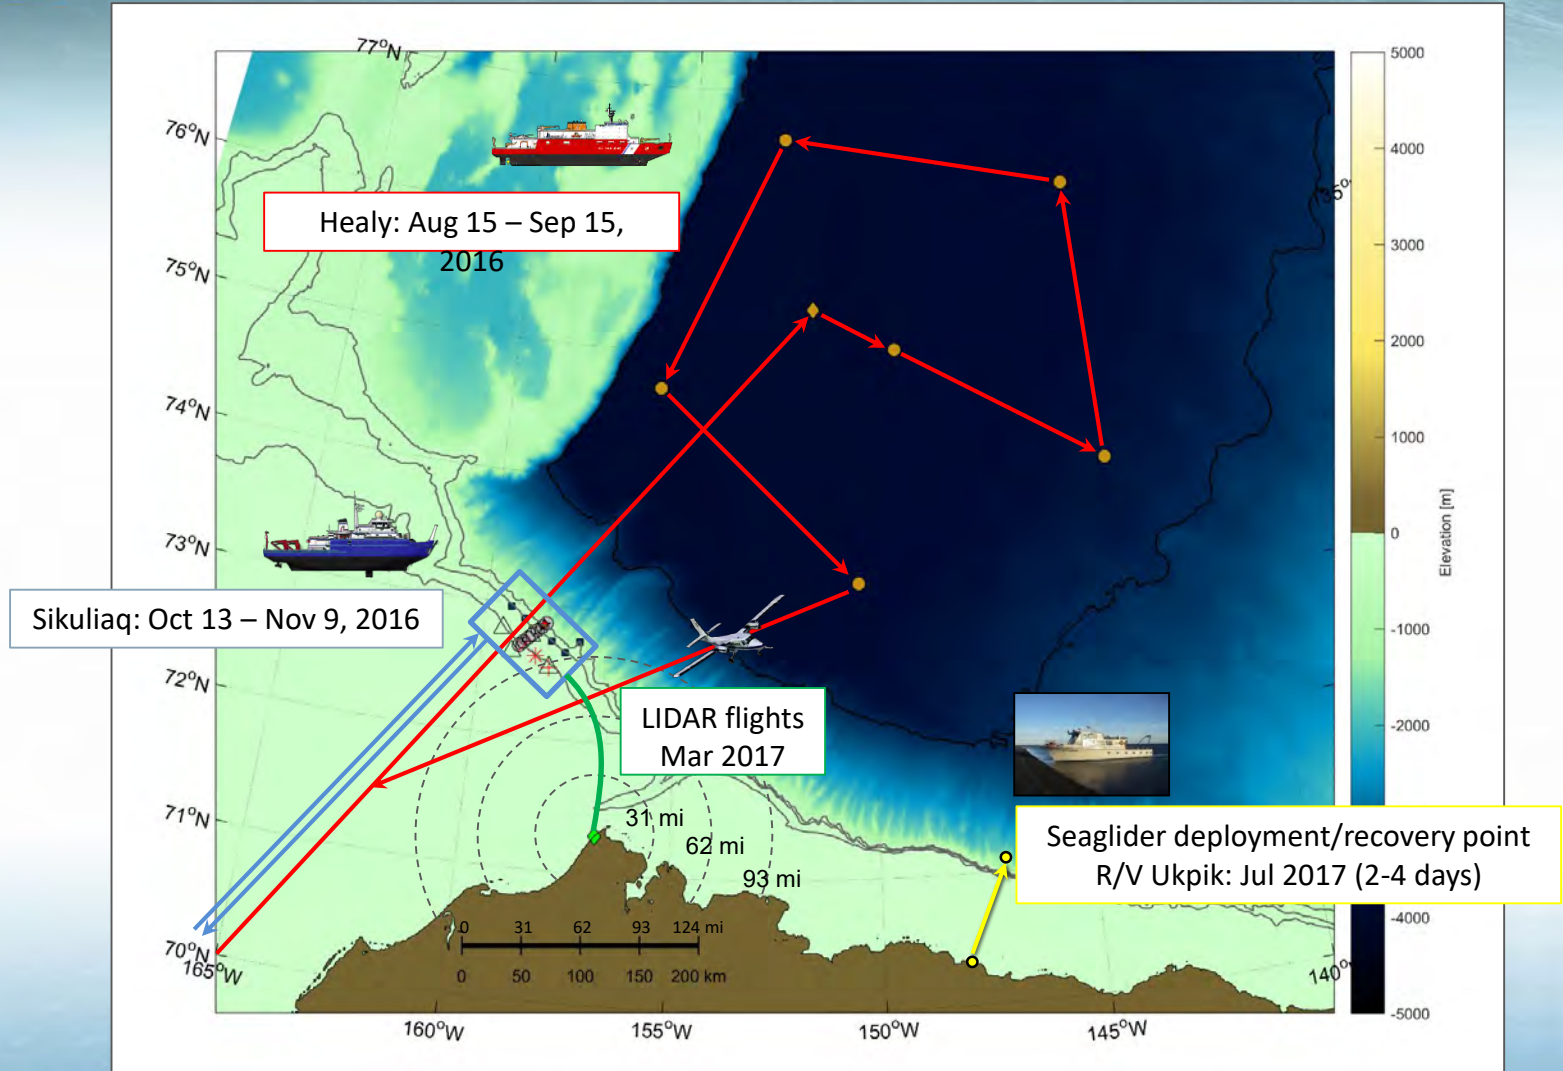 77°N
76°N
75°N
74°N
73°N
72°N
71°N
70°N
165°W
160°W
155°W
150°W
145°W
140°
35°
Healy: Aug 15 – Sep 15,
2016
Sikuliaq: Oct 13 – Nov 9, 2016
LIDAR flights
Mar 2017
31 mi
62 mi
93 mi
Seaglider deployment/recovery point
R/V Ukpik: Jul 2017 (2-4 days)
0 31 62 93 124 mi
0 50 100 150 200 km
5000
4000
3000
2000
1000
0
-1000
-2000
-4000
-5000
Elevation [m]